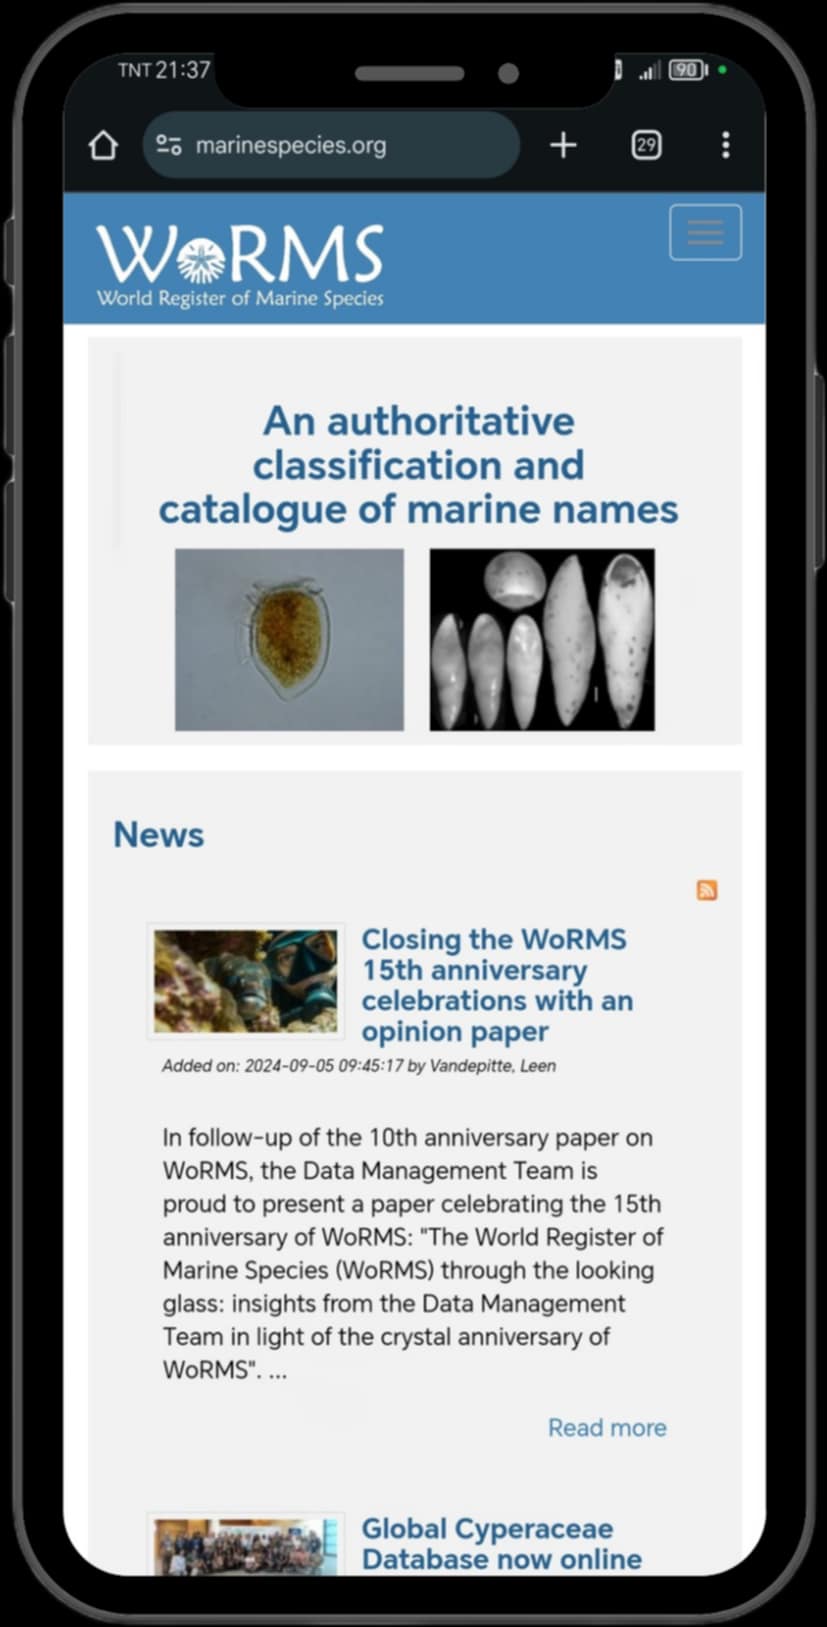 TNT 21:37
90
marinespecies.org
29
WoRMS
World Register of Marine Species
An authoritative
classification and
catalogue of marine names
News
Closing the WoRMS
15th anniversary
celebrations with an
opinion paper
Added on: 2024-09-05 09:45:17 by Vandepitte, Leen
In follow-up of the 10th anniversary paper on
WoRMS, the Data Management Team is
proud to present a paper celebrating the 15th
anniversary of WoRMS: "The World Register of
Marine Species (WoRMS) through the looking
glass: insights from the Data Management
Team in light of the crystal anniversary of
WoRMS". ...
Read more
Global Cyperaceae
Database now online